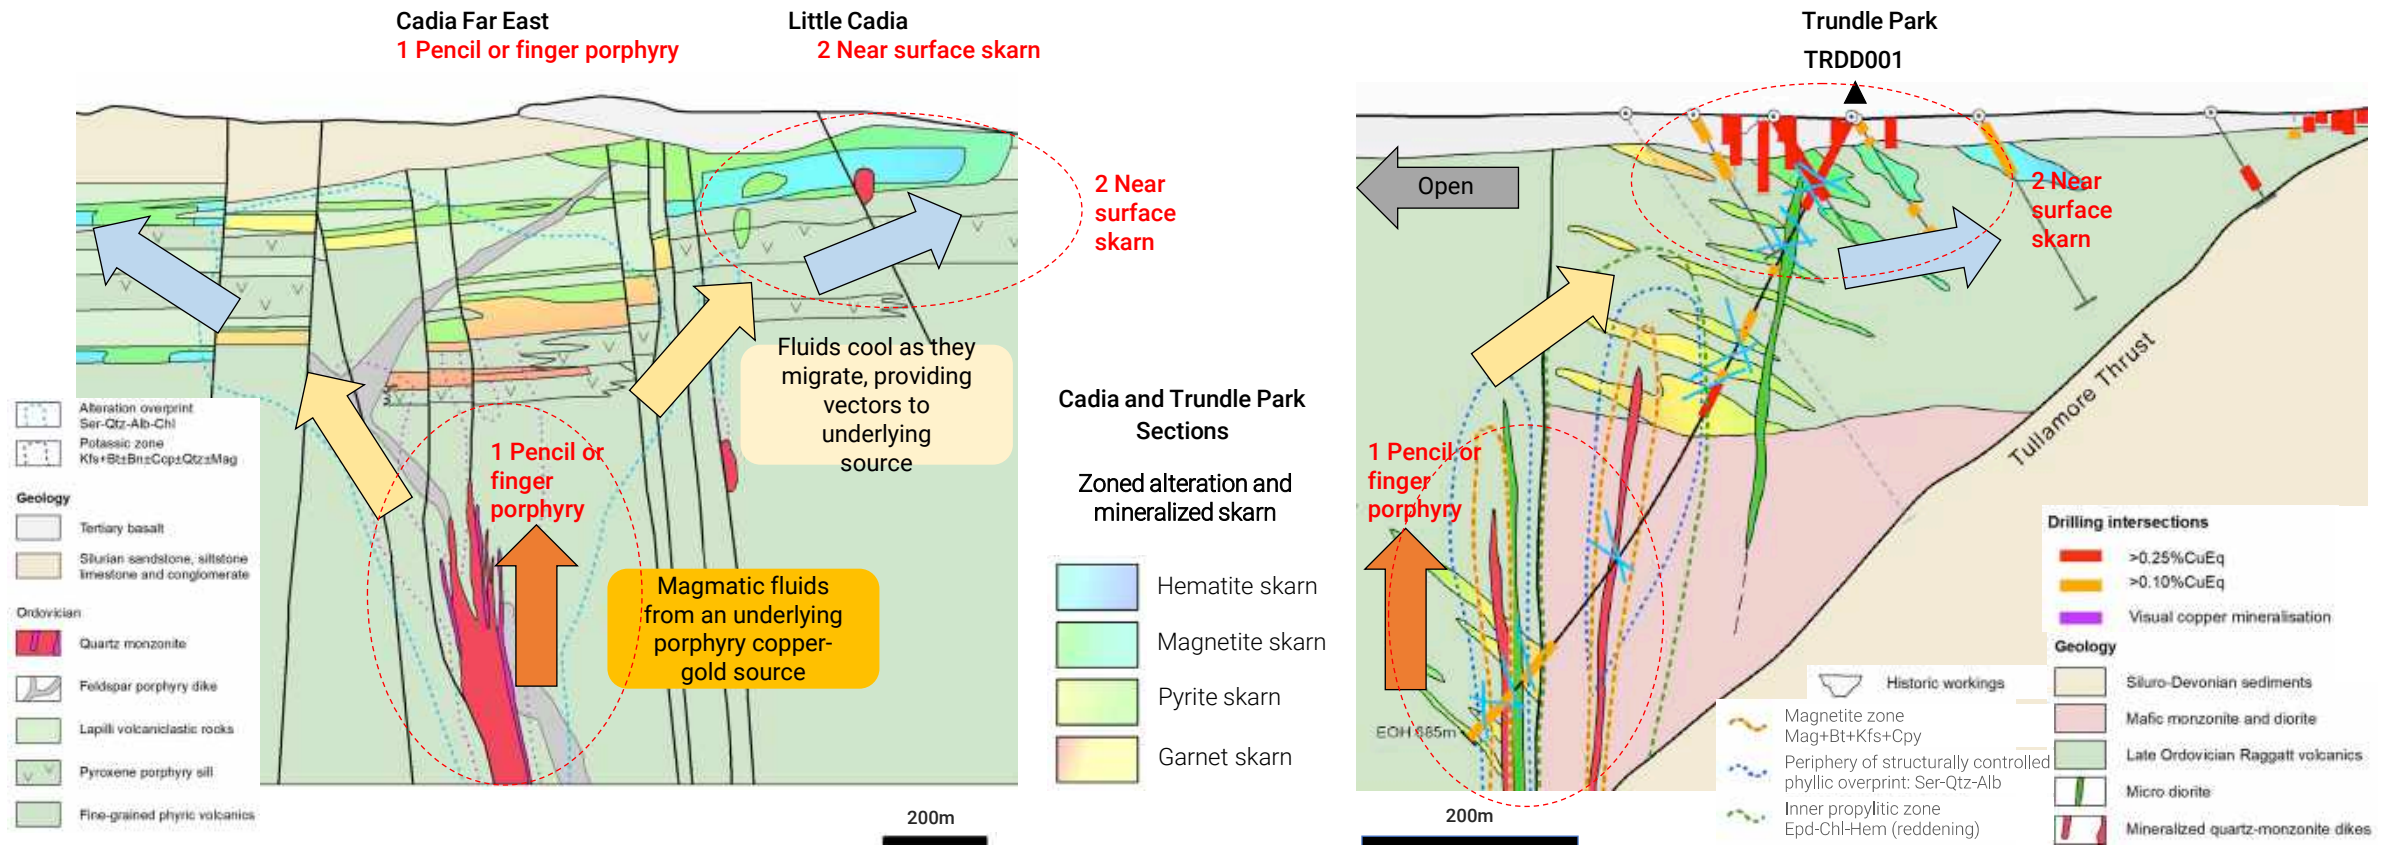 Cadia Far East
1 Pencil or finger porphyry
Little Cadia
2 Near surface skarn
2 Near
surface
skarn
Fluids cool as they
migrate, providing
vectors to
underlying
source
1 Pencil or
finger
porphyry
Magmatic fluids
from an underlying
porphyry copper-
gold source
Alteration overprint
Ser-Qtz-Alb-Chl
Potassic zone
Kfs+Bt±Bn±Ccp±Qtz±Mag
Geology
Tertiary basalt
Silurian sandstone, siltstone
limestone and conglomerate
Ordovician
Quartz monzonite
Feldspar porphyry dike
Lapilli volcaniclastic rocks
Pyroxene porphyry sill
Fine-grained phyric volcanics
200m
Cadia and Trundle Park
Sections
Zoned alteration and
mineralized skarn
Hematite skarn
Magnetite skarn
Pyrite skarn
Garnet skarn
Trundle Park
TRDD001
Open
2 Near
surface
skarn
1 Pencil or
finger
porphyry
Tullamore Thrust
EOH 685m
200m
Drilling intersections
>0.25%CuEq
>0.10%CuEq
Visual copper mineralisation
Geology
Siluro-Devonian sediments
Mafic monzonite and diorite
Late Ordovician Raggatt volcanics
Micro diorite
Mineralized quartz-monzonite dikes
Historic workings
Magnetite zone
Mag+Bt+Kfs+Cpy
Periphery of structurally controlled
phyllic overprint: Ser-Qtz-Alb
Inner propylitic zone
Epd-Chl-Hem (reddening)